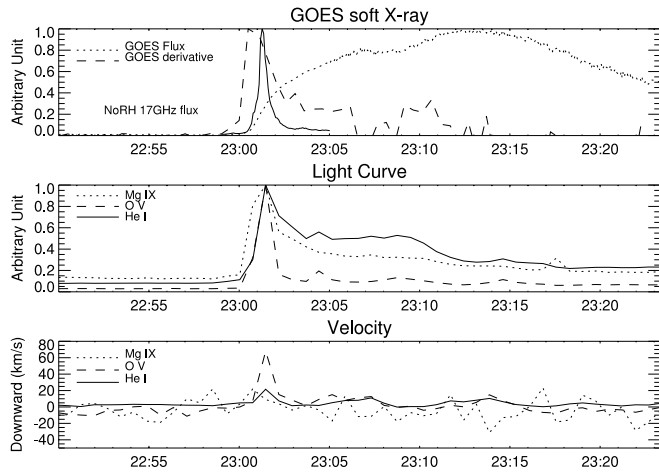 GOES soft X-ray
Arbitrary Unit
1.0
0.8
0.6
0.4
0.2
0.0
GOES Flux
GOES derivative
NoRH 17GHz flux
22:55
23:00
23:05
23:10
23:15
23:20
Light Curve
Arbitrary Unit
1.0
0.8
0.6
0.4
0.2
0.0
Mg IX
O V
He I
22:55
23:00
23:05
23:10
23:15
23:20
Velocity
Downward (km/s)
80
60
40
20
0
-20
-40
Mg IX
O V
He I
22:55
23:00
23:05
23:10
23:15
23:20